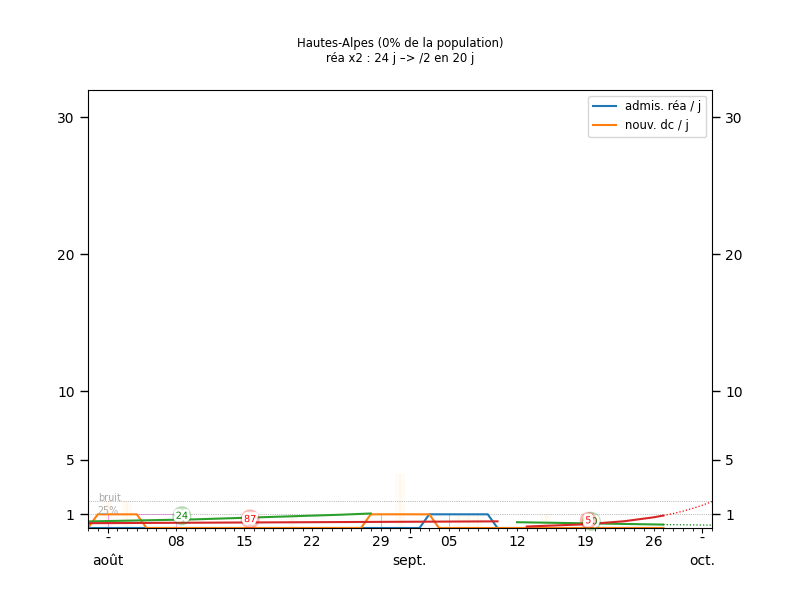 Hautes-Alpes (0% de la population)
réa x2 : 24 j –> /2 en 20 j
admis. réa / j
nouv. dc / j
30 30
20 20
10 10
5 5
bruit
25%
1 1
24
87
5
- 08 15 22 29 - 05 12 19 26 -
août sept. oct.